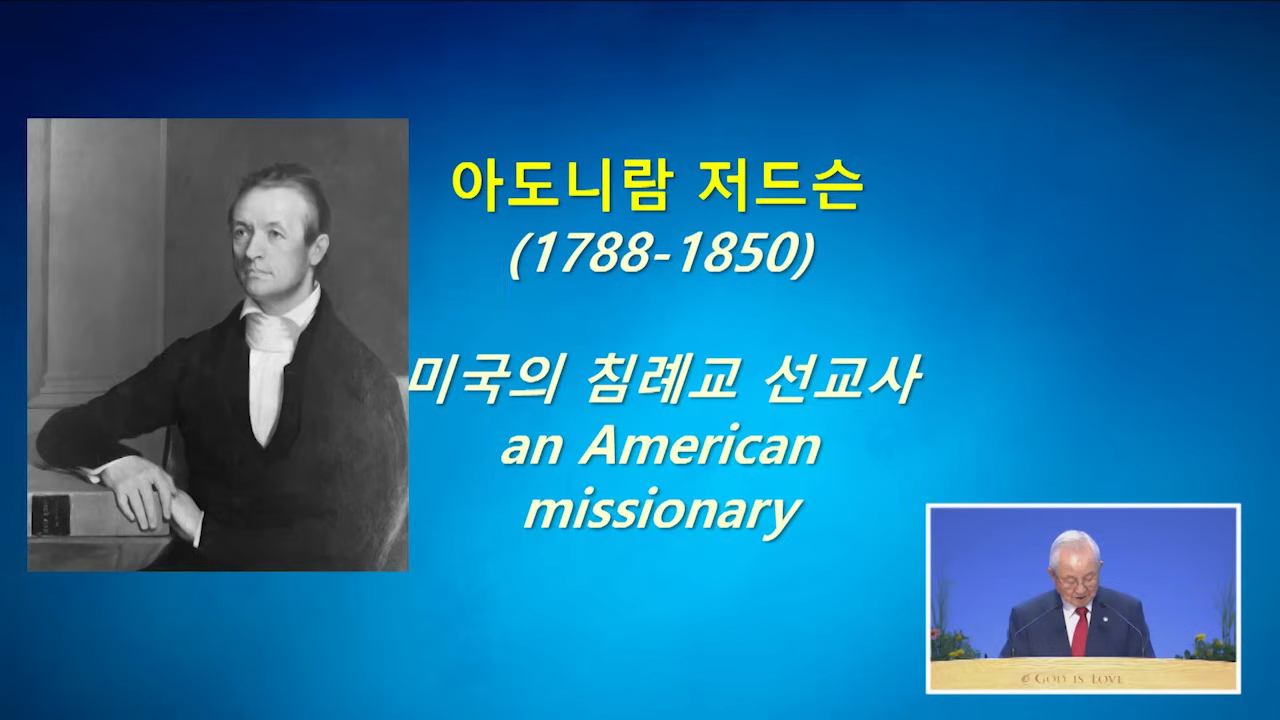 아도니람 저드슨
(1788-1850)
미국의 침례교 선교사
an American
missionary
GOD IS LOVE